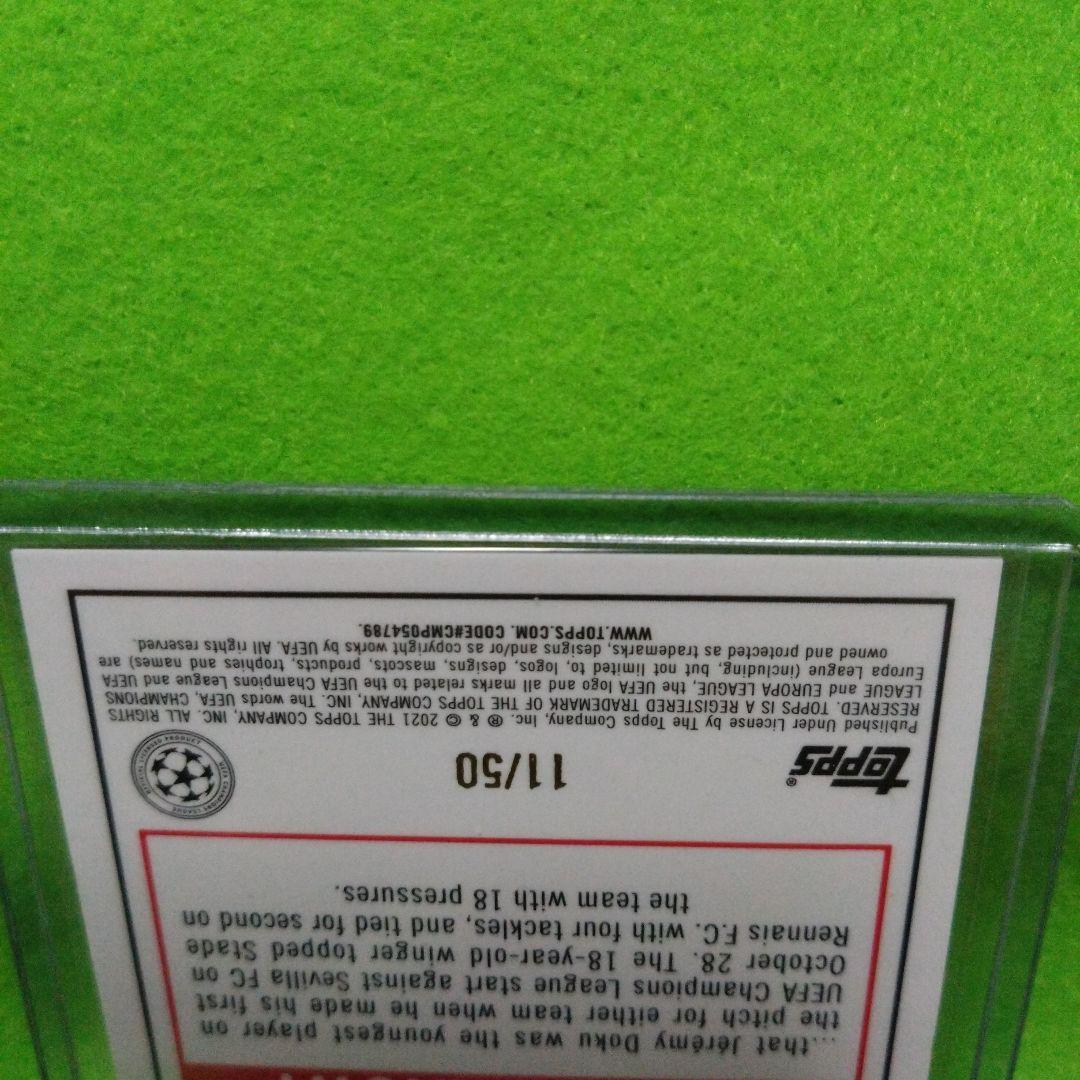 ...that Jérémy Doku was the youngest player on
the pitch for either team when he made his first
UEFA Champions League start against Sevilla FC on
October 28. The 18-year-old winger topped Stade
Rennais F.C. with four tackles, and tied for second on
the team with 18 pressures.
topps®
11/50
OFFICIAL LICENSED PRODUCT
UEFA CHAMPIONS LEAGUE
Published Under License by The Topps Company, Inc. ® & © 2021 THE TOPPS COMPANY, INC. ALL RIGHTS
RESERVED. TOPPS IS A REGISTERED TRADEMARK OF THE TOPPS COMPANY, INC. The words UEFA, CHAMPIONS
LEAGUE and EUROPA LEAGUE, the UEFA logo and all marks related to the UEFA Champions League and UEFA
Europa League (including, but not limited to, logos, designs, mascots, products, trophies and names) are
owned and protected as trademarks, designs and/or as copyright works by UEFA. All rights reserved.
WWW.TOPPS.COM. CODE#CMP054789.